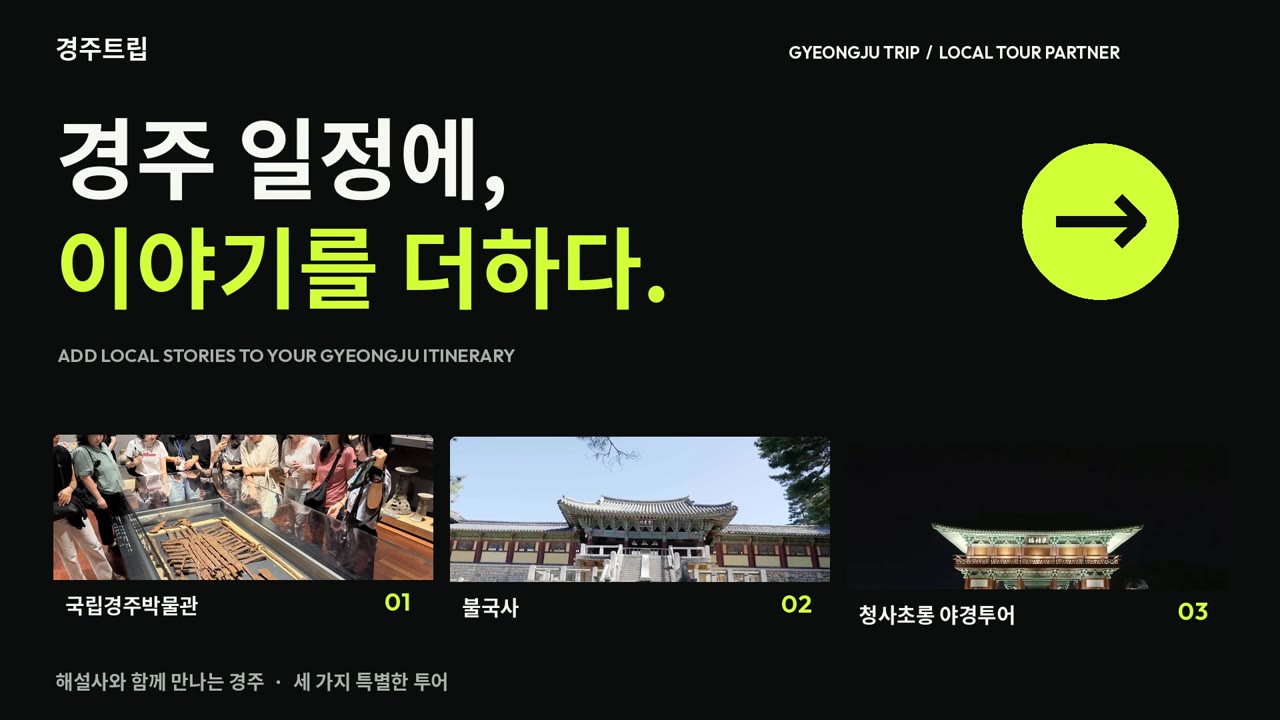 경주트립
GYEONGJU TRIP / LOCAL TOUR PARTNER
경주 일정에,
이야기를 더하다.
ADD LOCAL STORIES TO YOUR GYEONGJU ITINERARY
국립경주박물관 01
불국사 02
청사초롱 야경투어 03
해설사와 함께 만나는 경주 · 세 가지 특별한 투어